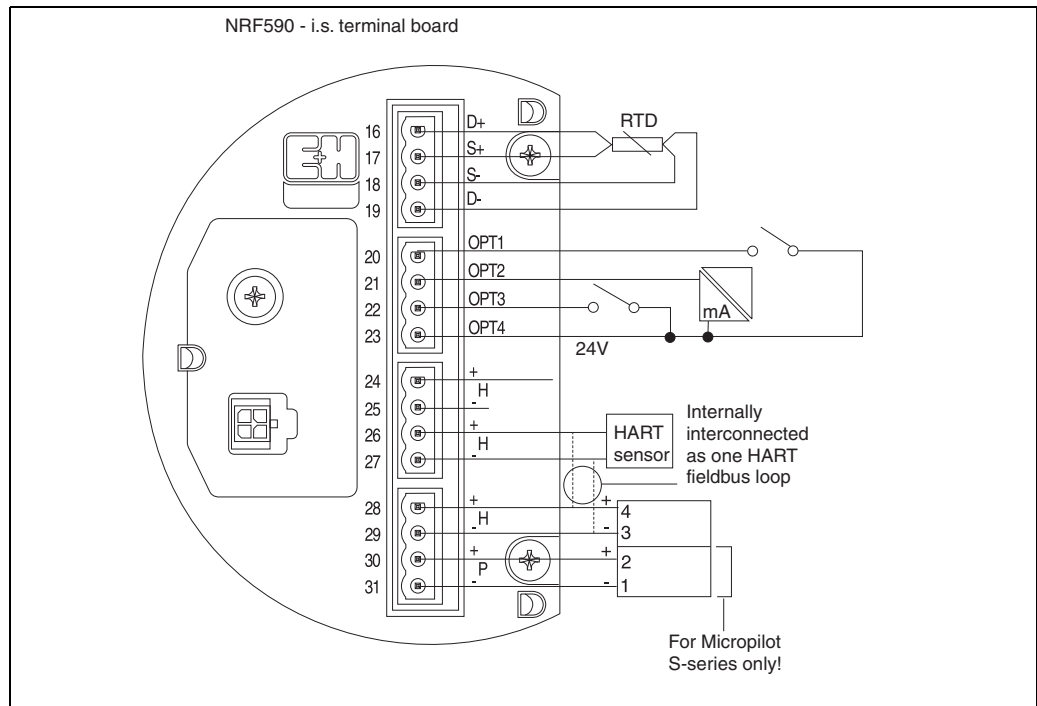 NRF590 - i.s. terminal board
EH
16 D+
17 S+
18 S-
19 D-
RTD
20 OPT1
21 OPT2
22 OPT3
23 OPT4
mA
24V
24 +
H
25 -
26 +
H
27 -
HART
sensor
Internally
interconnected
as one HART
fieldbus loop
28 + + 4
H
29 - - 3
30 + + 2
P
31 - - 1
For Micropilot
S-series only!